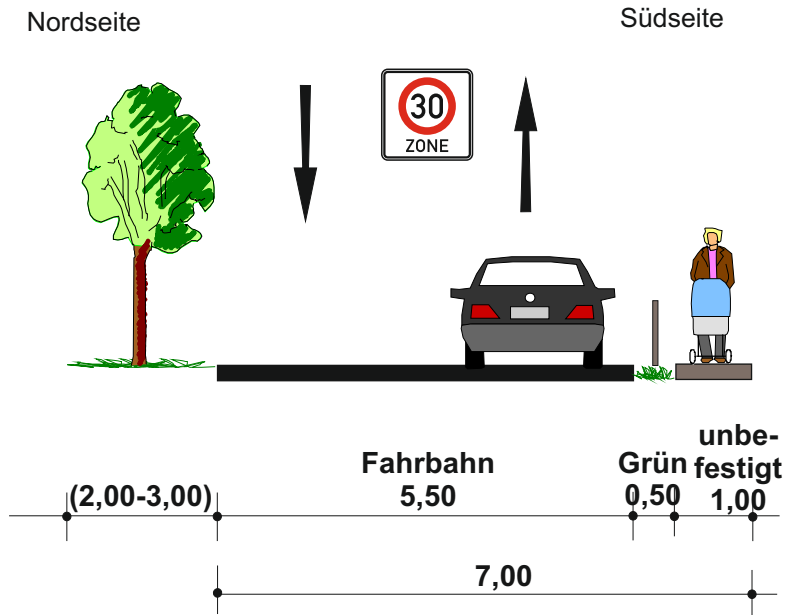 Nordseite
Südseite
30
ZONE
unbe-
Fahrbahn Grün festigt
(2,00-3,00) 5,50 0,50 1,00
7,00